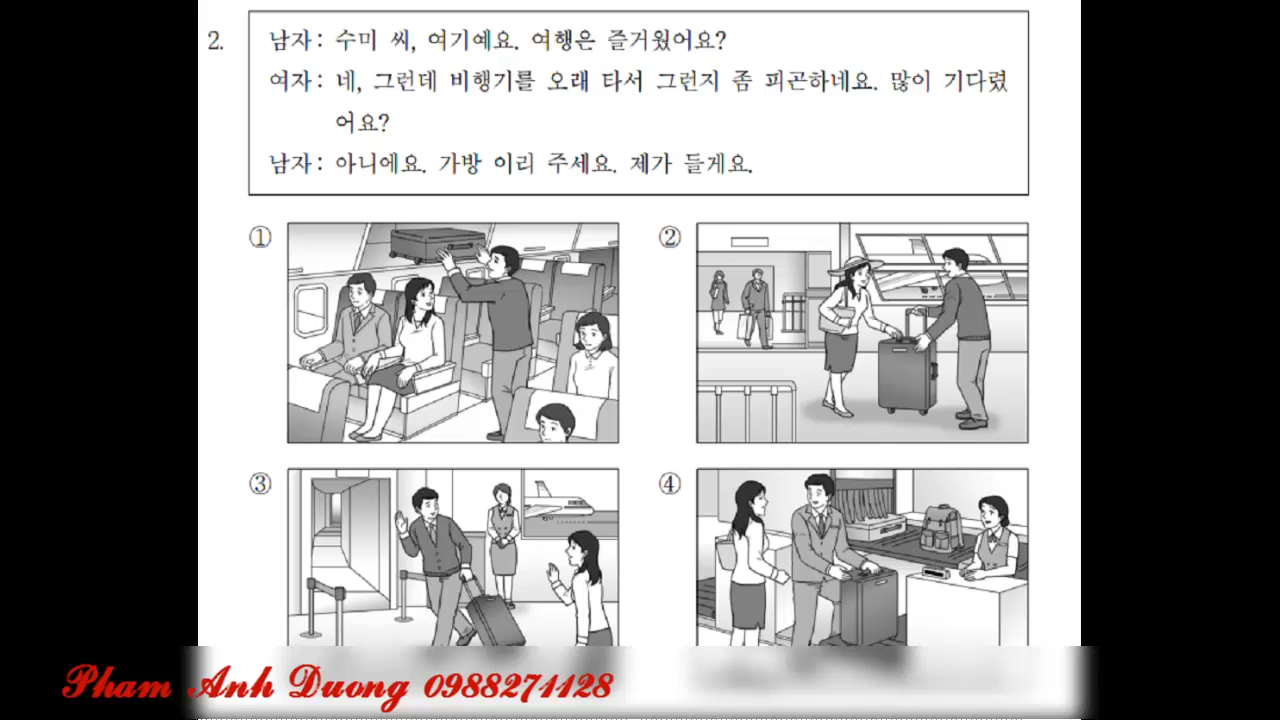 2.
남자: 수미 씨, 여기예요. 여행은 즐거웠어요?
여자: 네, 그런데 비행기를 오래 타서 그런지 좀 피곤하네요. 많이 기다렸
어요?
남자: 아니에요. 가방 이리 주세요. 제가 들게요.
①
②
③
④
Pham Anh Duong 0988271128